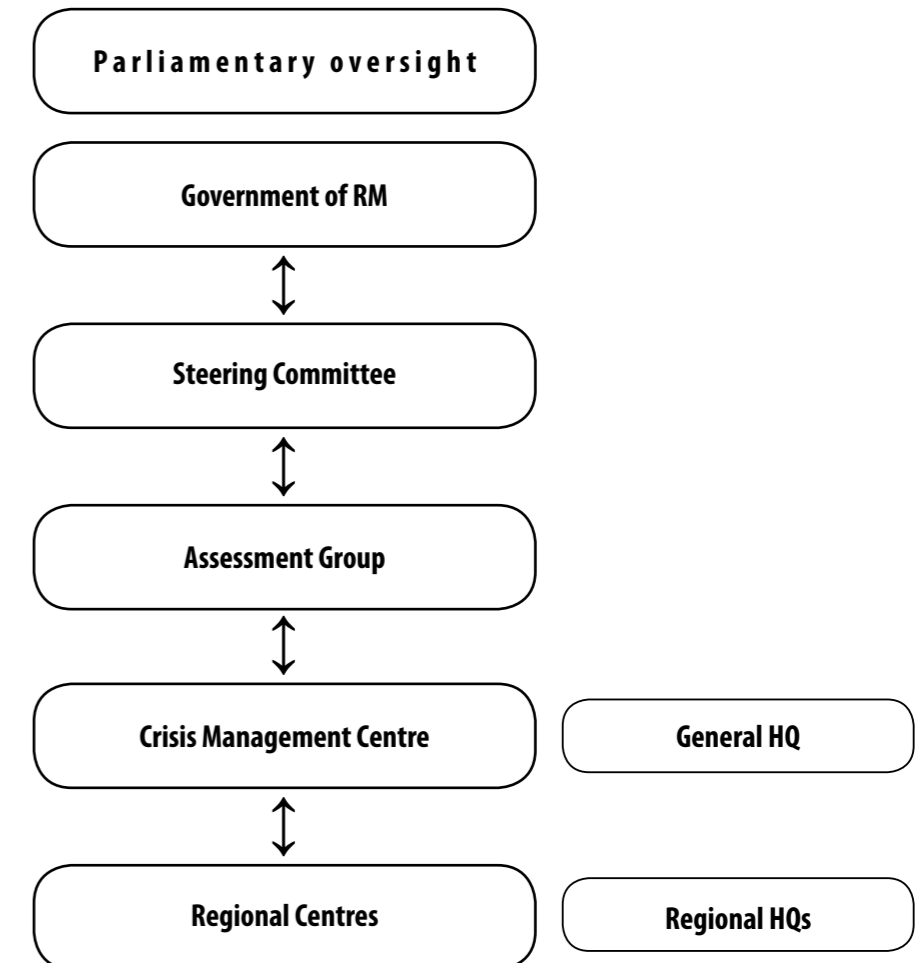 Parliamentary oversight
Government of RM
Steering Committee
Assessment Group
Crisis Management Centre
General HQ
Regional Centres
Regional HQs